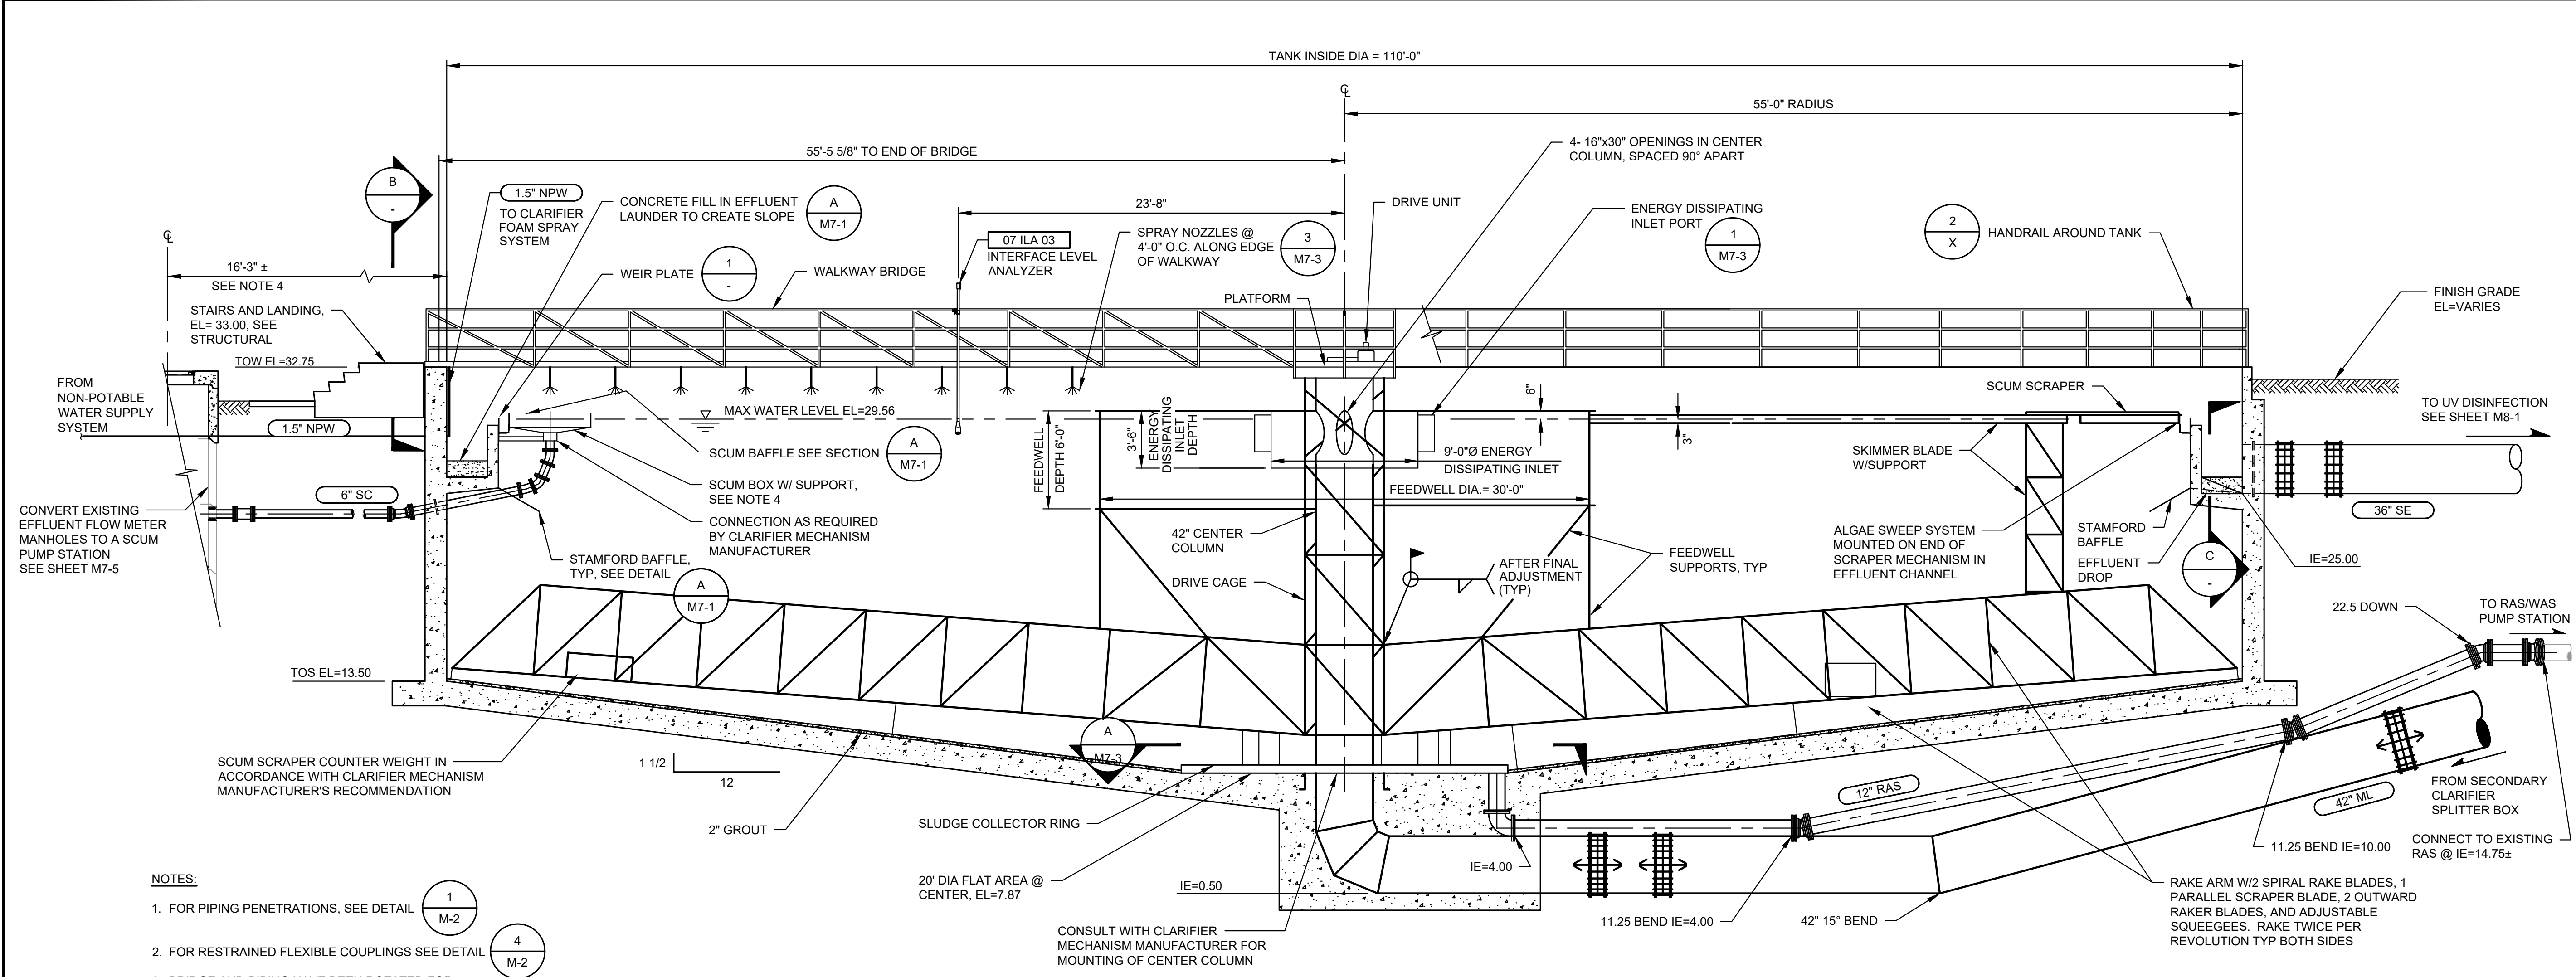 TANK INSIDE DIA = 110'-0"
℄
55'-0" RADIUS
55'-5 5/8" TO END OF BRIDGE
4- 16"x30" OPENINGS IN CENTER
COLUMN, SPACED 90° APART
B
-
1.5" NPW
TO CLARIFIER
FOAM SPRAY
SYSTEM
CONCRETE FILL IN EFFLUENT
LAUNDER TO CREATE SLOPE
A
M7-1
23'-8"
DRIVE UNIT
ENERGY DISSIPATING
INLET PORT
1
M7-3
2
X
HANDRAIL AROUND TANK
℄
16'-3" ±
SEE NOTE 4
07 ILA 03
INTERFACE LEVEL
ANALYZER
SPRAY NOZZLES @
4'-0" O.C. ALONG EDGE
OF WALKWAY
3
M7-3
WEIR PLATE
1
-
WALKWAY BRIDGE
PLATFORM
FINISH GRADE
EL=VARIES
STAIRS AND LANDING,
EL= 33.00, SEE
STRUCTURAL
TOW EL=32.75
FROM
NON-POTABLE
WATER SUPPLY
SYSTEM
1.5" NPW
MAX WATER LEVEL EL=29.56
SCUM BAFFLE SEE SECTION
A
M7-1
FEEDWELL
DEPTH 6'-0"
3'-6"
ENERGY
DISSIPATING
INLET
DEPTH
9'-0"Ø ENERGY
DISSIPATING INLET
FEEDWELL DIA.= 30'-0"
6"
3"
SCUM SCRAPER
TO UV DISINFECTION
SEE SHEET M8-1
SKIMMER BLADE
W/SUPPORT
36" SE
6" SC
SCUM BOX W/ SUPPORT,
SEE NOTE 4
CONNECTION AS REQUIRED
BY CLARIFIER MECHANISM
MANUFACTURER
CONVERT EXISTING
EFFLUENT FLOW METER
MANHOLES TO A SCUM
PUMP STATION
SEE SHEET M7-5
STAMFORD BAFFLE,
TYP, SEE DETAIL
A
M7-1
42" CENTER
COLUMN
DRIVE CAGE
AFTER FINAL
ADJUSTMENT
(TYP)
FEEDWELL
SUPPORTS, TYP
ALGAE SWEEP SYSTEM
MOUNTED ON END OF
SCRAPER MECHANISM IN
EFFLUENT CHANNEL
STAMFORD
BAFFLE
EFFLUENT
DROP
C
-
IE=25.00
22.5 DOWN
TO RAS/WAS
PUMP STATION
TOS EL=13.50
SCUM SCRAPER COUNTER WEIGHT IN
ACCORDANCE WITH CLARIFIER MECHANISM
MANUFACTURER'S RECOMMENDATION
1 1/2
12
A
M7-3
2" GROUT
SLUDGE COLLECTOR RING
20' DIA FLAT AREA @
CENTER, EL=7.87
IE=0.50
CONSULT WITH CLARIFIER
MECHANISM MANUFACTURER FOR
MOUNTING OF CENTER COLUMN
IE=4.00
12" RAS
42" ML
FROM SECONDARY
CLARIFIER
SPLITTER BOX
CONNECT TO EXISTING
RAS @ IE=14.75±
11.25 BEND IE=10.00
11.25 BEND IE=4.00
42" 15° BEND
RAKE ARM W/2 SPIRAL RAKE BLADES, 1
PARALLEL SCRAPER BLADE, 2 OUTWARD
RAKER BLADES, AND ADJUSTABLE
SQUEEGEES. RAKE TWICE PER
REVOLUTION TYP BOTH SIDES
NOTES:
1. FOR PIPING PENETRATIONS, SEE DETAIL
1
M-2
2. FOR RESTRAINED FLEXIBLE COUPLINGS SEE DETAIL
4
M-2